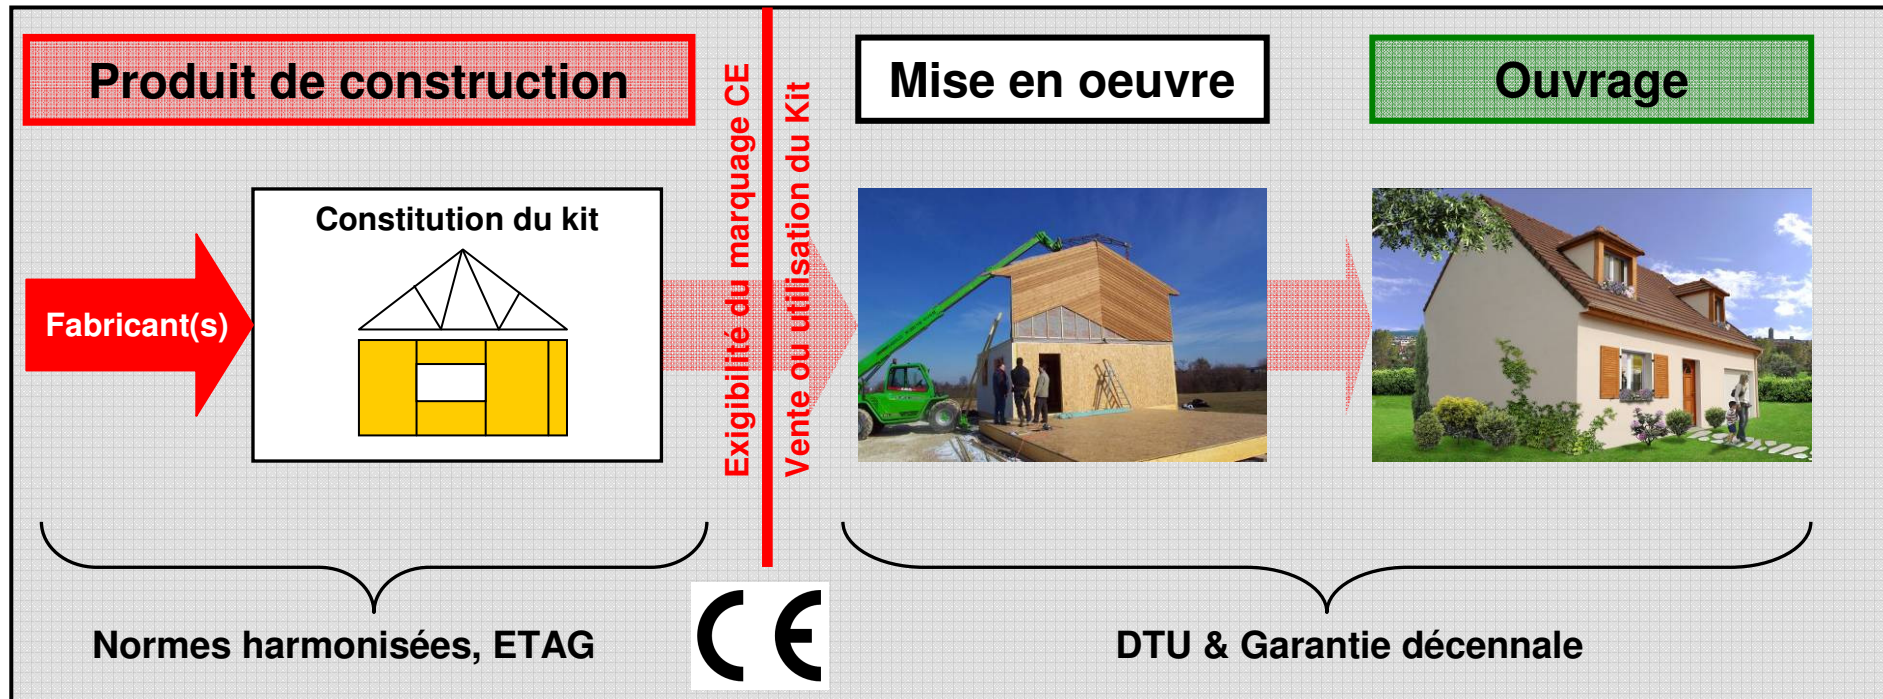 Produit de construction
Exigibilité du marquage CE
Vente ou utilisation du Kit
Mise en oeuvre
Ouvrage
Constitution du kit
Fabricant(s)
Normes harmonisées, ETAG
CE
DTU & Garantie décennale